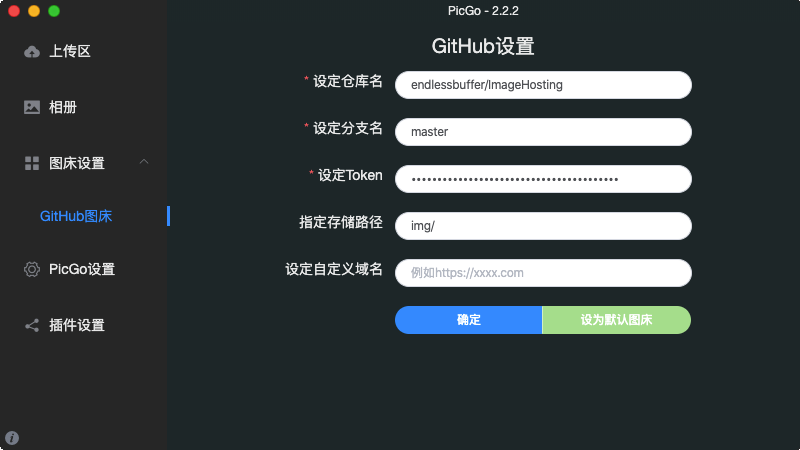 PicGo - 2.2.2
上传区
相册
图床设置
GitHub图床
PicGo设置
插件设置
GitHub设置
* 设定仓库名
endlessbuffer/ImageHosting
* 设定分支名
master
* 设定Token
••••••••••••••••••••••••••••••••••••••••
指定存储路径
img/
设定自定义域名
例如https://xxxx.com
确定
设为默认图床